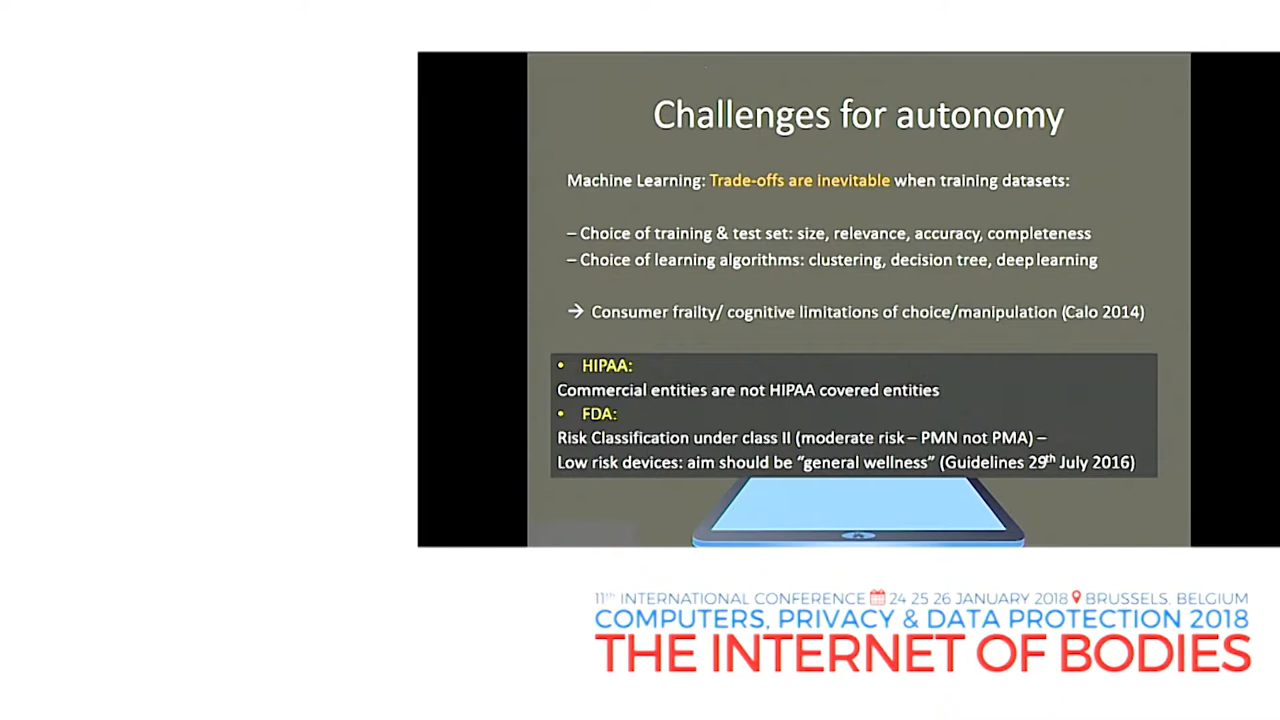 Challenges for autonomy
Machine Learning: Trade-offs are inevitable when training datasets:
– Choice of training & test set: size, relevance, accuracy, completeness
– Choice of learning algorithms: clustering, decision tree, deep learning
→ Consumer frailty/ cognitive limitations of choice/manipulation (Calo 2014)
• HIPAA:
Commercial entities are not HIPAA covered entities
• FDA:
Risk Classification under class II (moderate risk – PMN not PMA) –
Low risk devices: aim should be “general wellness” (Guidelines 29th July 2016)
11th INTERNATIONAL CONFERENCE 24 25 26 JANUARY 2018 BRUSSELS, BELGIUM
COMPUTERS, PRIVACY & DATA PROTECTION 2018
THE INTERNET OF BODIES